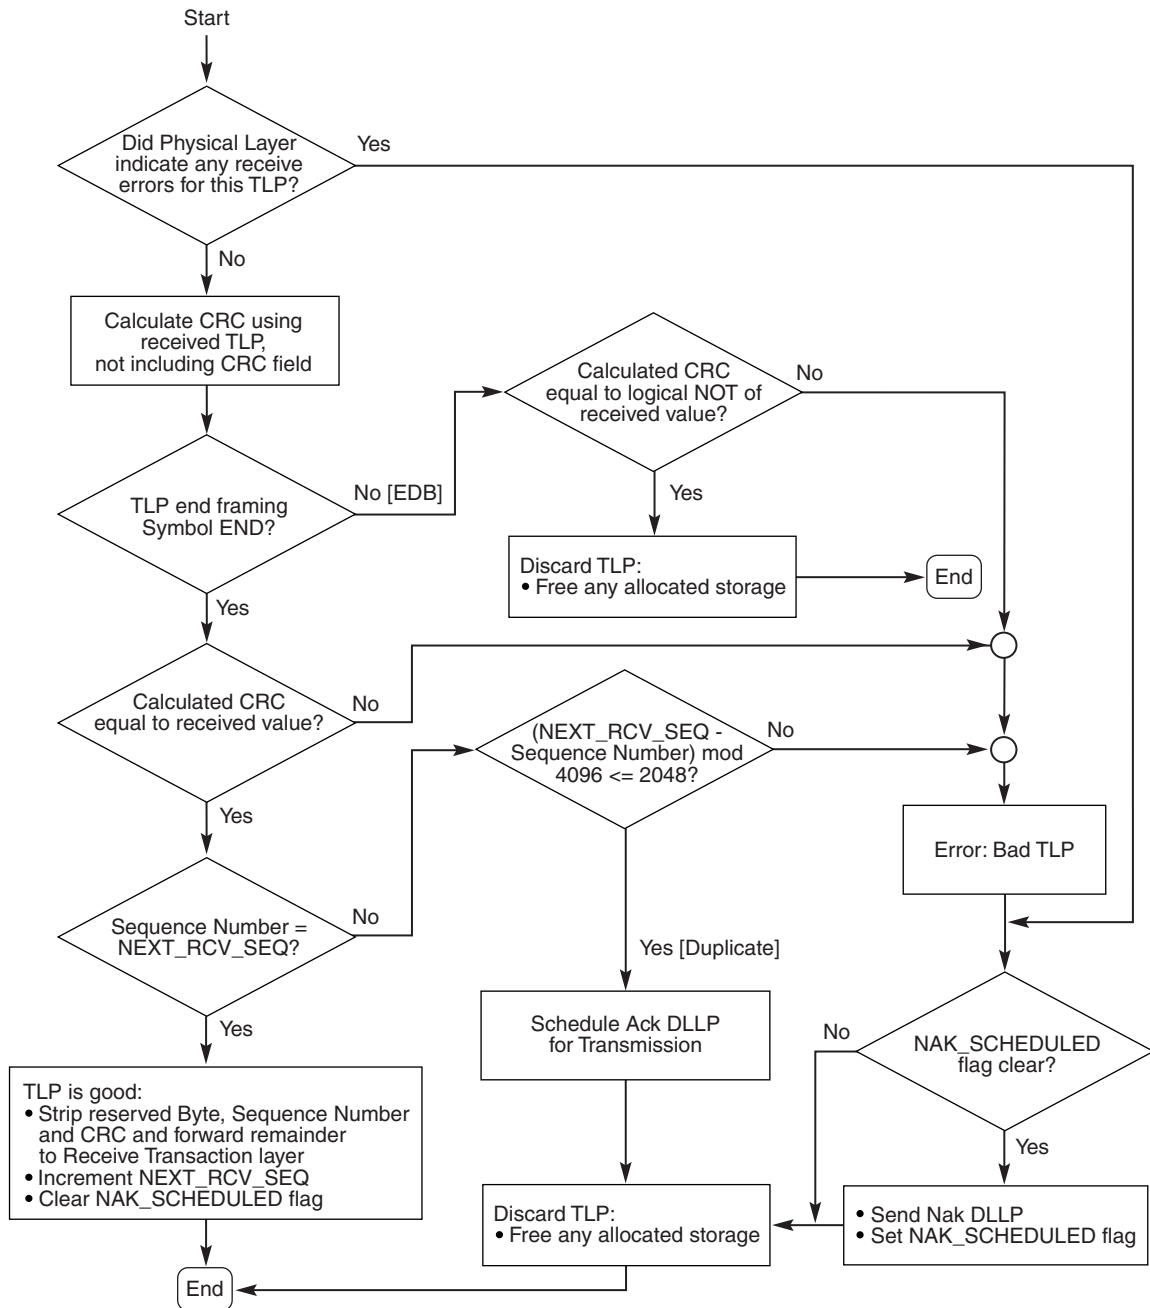 Start
Did Physical Layer
indicate any receive
errors for this TLP?
Yes
No
Calculate CRC using
received TLP,
not including CRC field
Calculated CRC
equal to logical NOT of
received value?
No
Yes
TLP end framing
Symbol END?
No [EDB]
Yes
Discard TLP:
• Free any allocated storage
End
Calculated CRC
equal to received value?
No
Yes
(NEXT_RCV_SEQ -
Sequence Number) mod
4096 <= 2048?
No
Yes [Duplicate]
Error: Bad TLP
Sequence Number =
NEXT_RCV_SEQ?
No
Yes
Schedule Ack DLLP
for Transmission
NAK_SCHEDULED
flag clear?
No
Yes
TLP is good:
• Strip reserved Byte, Sequence Number
and CRC and forward remainder
to Receive Transaction layer
• Increment NEXT_RCV_SEQ
• Clear NAK_SCHEDULED flag
Discard TLP:
• Free any allocated storage
• Send Nak DLLP
• Set NAK_SCHEDULED flag
End